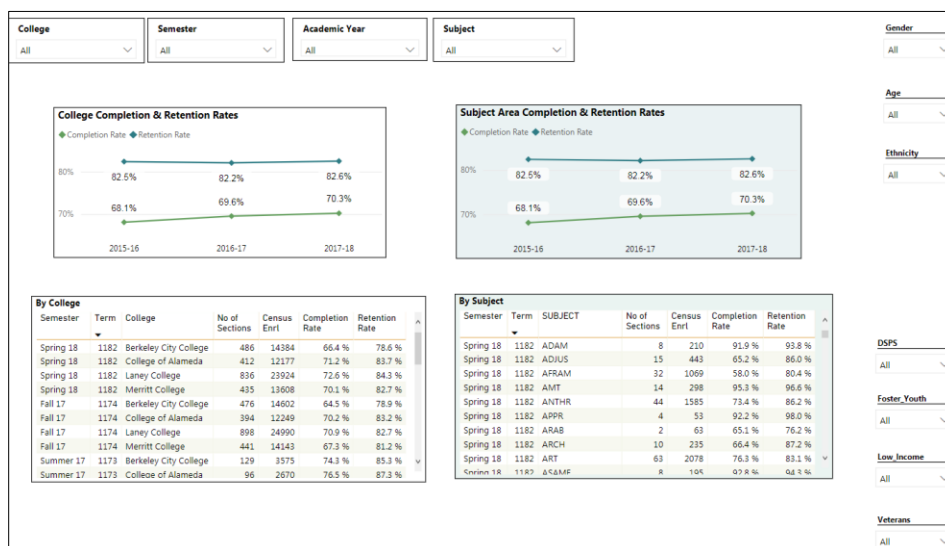 College Semester Academic Year Subject
All All All All
Gender
All
Age
All
Ethnicity
All
College Completion & Retention Rates
Completion Rate Retention Rate
80%
70%
82.5% 82.2% 82.6%
68.1% 69.6% 70.3%
2015-16 2016-17 2017-18
Subject Area Completion & Retention Rates
Completion Rate Retention Rate
80%
70%
82.5% 82.2% 82.6%
68.1% 69.6% 70.3%
2015-16 2016-17 2017-18
By College
Semester Term College No of Sections Census Enrl Completion Rate Retention Rate
Spring 18 1182 Berkeley City College 486 14384 66.4 % 78.6 %
Spring 18 1182 College of Alameda 412 12177 71.2 % 83.7 %
Spring 18 1182 Laney College 836 23924 72.6 % 84.3 %
Spring 18 1182 Merritt College 435 13608 70.1 % 82.7 %
Fall 17 1174 Berkeley City College 476 14602 64.5 % 78.9 %
Fall 17 1174 College of Alameda 394 12249 70.2 % 83.2 %
Fall 17 1174 Laney College 898 24990 70.9 % 82.7 %
Fall 17 1174 Merritt College 441 14143 67.3 % 81.2 %
Summer 17 1173 Berkeley City College 129 3575 74.3 % 85.3 %
Summer 17 1173 College of Alameda 96 2670 76.5 % 87.3 %
By Subject
Semester Term SUBJECT No of Sections Census Enrl Completion Rate Retention Rate
Spring 18 1182 ADAM 8 210 91.9 % 93.8 %
Spring 18 1182 ADJUS 15 443 65.2 % 86.0 %
Spring 18 1182 AFRAM 32 1069 58.0 % 80.4 %
Spring 18 1182 AMT 14 298 95.3 % 96.6 %
Spring 18 1182 ANTHR 44 1585 73.4 % 86.2 %
Spring 18 1182 APPR 4 53 92.2 % 98.0 %
Spring 18 1182 ARAB 2 63 65.1 % 76.2 %
Spring 18 1182 ARCH 10 235 66.4 % 87.2 %
Spring 18 1182 ART 63 2078 76.3 % 83.1 %
Spring 18 1182 ASAME 8 195 92.8 % 94.3 %
DSPS
All
Foster_Youth
All
Low_Income
All
Veterans
All